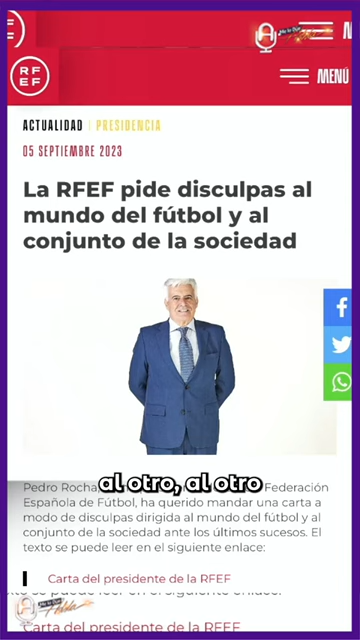 RF
EF
MENÚ
ACTUALIDAD | PRESIDENCIA
05 SEPTIEMBRE 2023
La RFEF pide disculpas al
mundo del fútbol y al
conjunto de la sociedad
al otro, al otro
Pedro Rocha Federación
Española de Fútbol, ha querido mandar una carta a
modo de disculpas dirigida al mundo del fútbol y al
conjunto de la sociedad ante los últimos sucesos. El
texto se puede leer en el siguiente enlace:
Carta del presidente de la RFEF
Carta del presidente de la RFEF